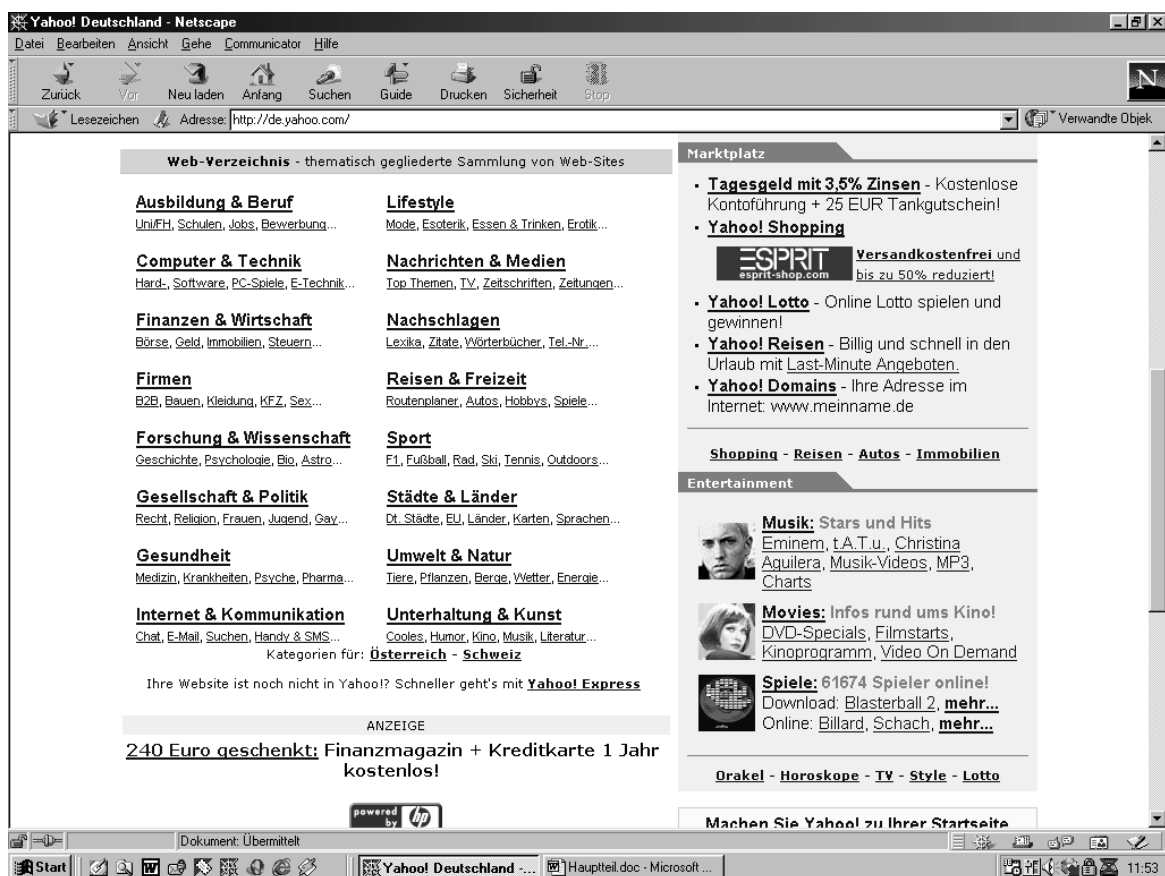 Yahoo! Deutschland - Netscape
Datei Bearbeiten Ansicht Gehe Communicator Hilfe
Zurück Vor Neu laden Anfang Suchen Guide Drucken Sicherheit Stop
N
Lesezeichen Adresse: http://de.yahoo.com/ Verwandte Objek
Web-Verzeichnis - thematisch gegliederte Sammlung von Web-Sites
Ausbildung & Beruf
Uni/FH, Schulen, Jobs, Bewerbung...
Computer & Technik
Hard-, Software, PC-Spiele, E-Technik...
Finanzen & Wirtschaft
Börse, Geld, Immobilien, Steuern...
Firmen
B2B, Bauen, Kleidung, KFZ, Sex...
Forschung & Wissenschaft
Geschichte, Psychologie, Bio, Astro...
Gesellschaft & Politik
Recht, Religion, Frauen, Jugend, Gay...
Gesundheit
Medizin, Krankheiten, Psyche, Pharma...
Internet & Kommunikation
Chat, E-Mail, Suchen, Handy & SMS...
Lifestyle
Mode, Esoterik, Essen & Trinken, Erotik...
Nachrichten & Medien
Top Themen, TV, Zeitschriften, Zeitungen...
Nachschlagen
Lexika, Zitate, Wörterbücher, Tel.-Nr....
Reisen & Freizeit
Routenplaner, Autos, Hobbys, Spiele...
Sport
F1, Fußball, Rad, Ski, Tennis, Outdoors...
Städte & Länder
Dt. Städte, EU, Länder, Karten, Sprachen...
Umwelt & Natur
Tiere, Pflanzen, Berge, Wetter, Energie...
Unterhaltung & Kunst
Cooles, Humor, Kino, Musik, Literatur...
Kategorien für: Österreich - Schweiz
Ihre Website ist noch nicht in Yahoo!? Schneller geht's mit Yahoo! Express
ANZEIGE
240 Euro geschenkt: Finanzmagazin + Kreditkarte 1 Jahr
kostenlos!
powered
by hp
Marktplatz
Tagesgeld mit 3,5% Zinsen - Kostenlose
Kontoführung + 25 EUR Tankgutschein!
Yahoo! Shopping
ESPRIT
esprit-shop.com
Versandkostenfrei und
bis zu 50% reduziert!
Yahoo! Lotto - Online Lotto spielen und
gewinnen!
Yahoo! Reisen - Billig und schnell in den
Urlaub mit Last-Minute Angeboten.
Yahoo! Domains - Ihre Adresse im
Internet: www.meinname.de
Shopping - Reisen - Autos - Immobilien
Entertainment
Musik: Stars und Hits
Eminem, t.A.T.u., Christina
Aguilera, Musik-Videos, MP3,
Charts
Movies: Infos rund ums Kino!
DVD-Specials, Filmstarts,
Kinoprogramm, Video On Demand
Spiele: 61674 Spieler online!
Download: Blasterball 2, mehr...
Online: Billard, Schach, mehr...
Orakel - Horoskope - TV - Style - Lotto
Machen Sie Yahoo! zu Ihrer Startseite
Dokument: Übermittelt
Start Yahoo! Deutschland -... Hauptteil.doc - Microsoft ... 11:53